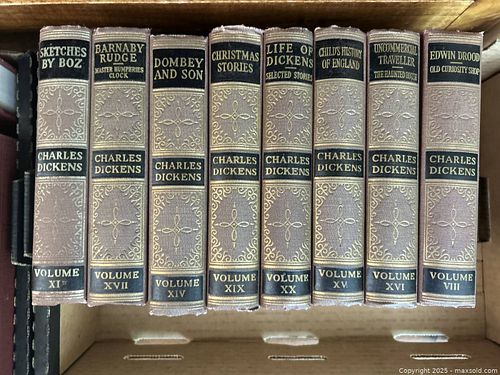 SKETCHES
BY BOZ
CHARLES
DICKENS
VOLUME
BARNABY
RUDGE
MASTER HUMPHRIES
CLOCK
CHARLES
DICKENS
VOLUME
XVII
DOMBEY
AND SON
CHARLES
DICKENS
VOLUME
XIV
CHRISTMAS
STORIES
CHARLES
DICKENS
VOLUME
XIX
LIFE OF
DICKENS
SELECTED STORIES
CHARLES
DICKENS
VOLUME
XX
CHILD'S HISTORY
OF ENGLAND
CHARLES
DICKENS
VOLUME
XV
UNCOMMERCIAL
TRAVELLER
THE HAUNTED HOUSE
CHARLES
DICKENS
VOLUME
XVI
EDWIN DROOD
OLD CURIOSITY SHOP
CHARLES
DICKENS
VOLUME
VIII
Copyright 2025 - maxsold.com